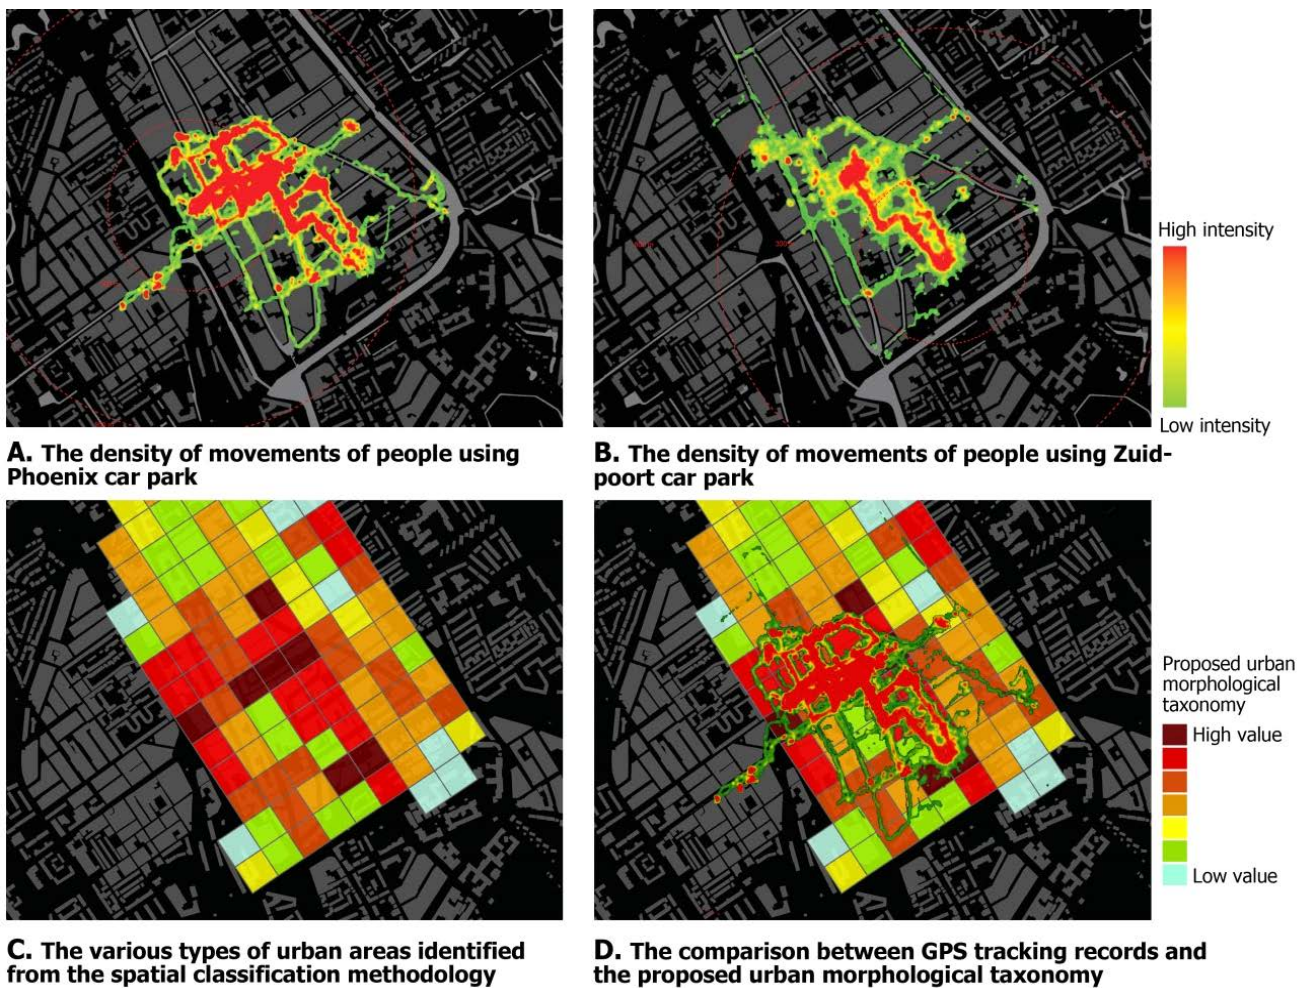 High intensity
Low intensity
A. The density of movements of people using
Phoenix car park
B. The density of movements of people using Zuid-
poort car park
Proposed urban
morphological
taxonomy
High value
Low value
C. The various types of urban areas identified
from the spatial classification methodology
D. The comparison between GPS tracking records and
the proposed urban morphological taxonomy